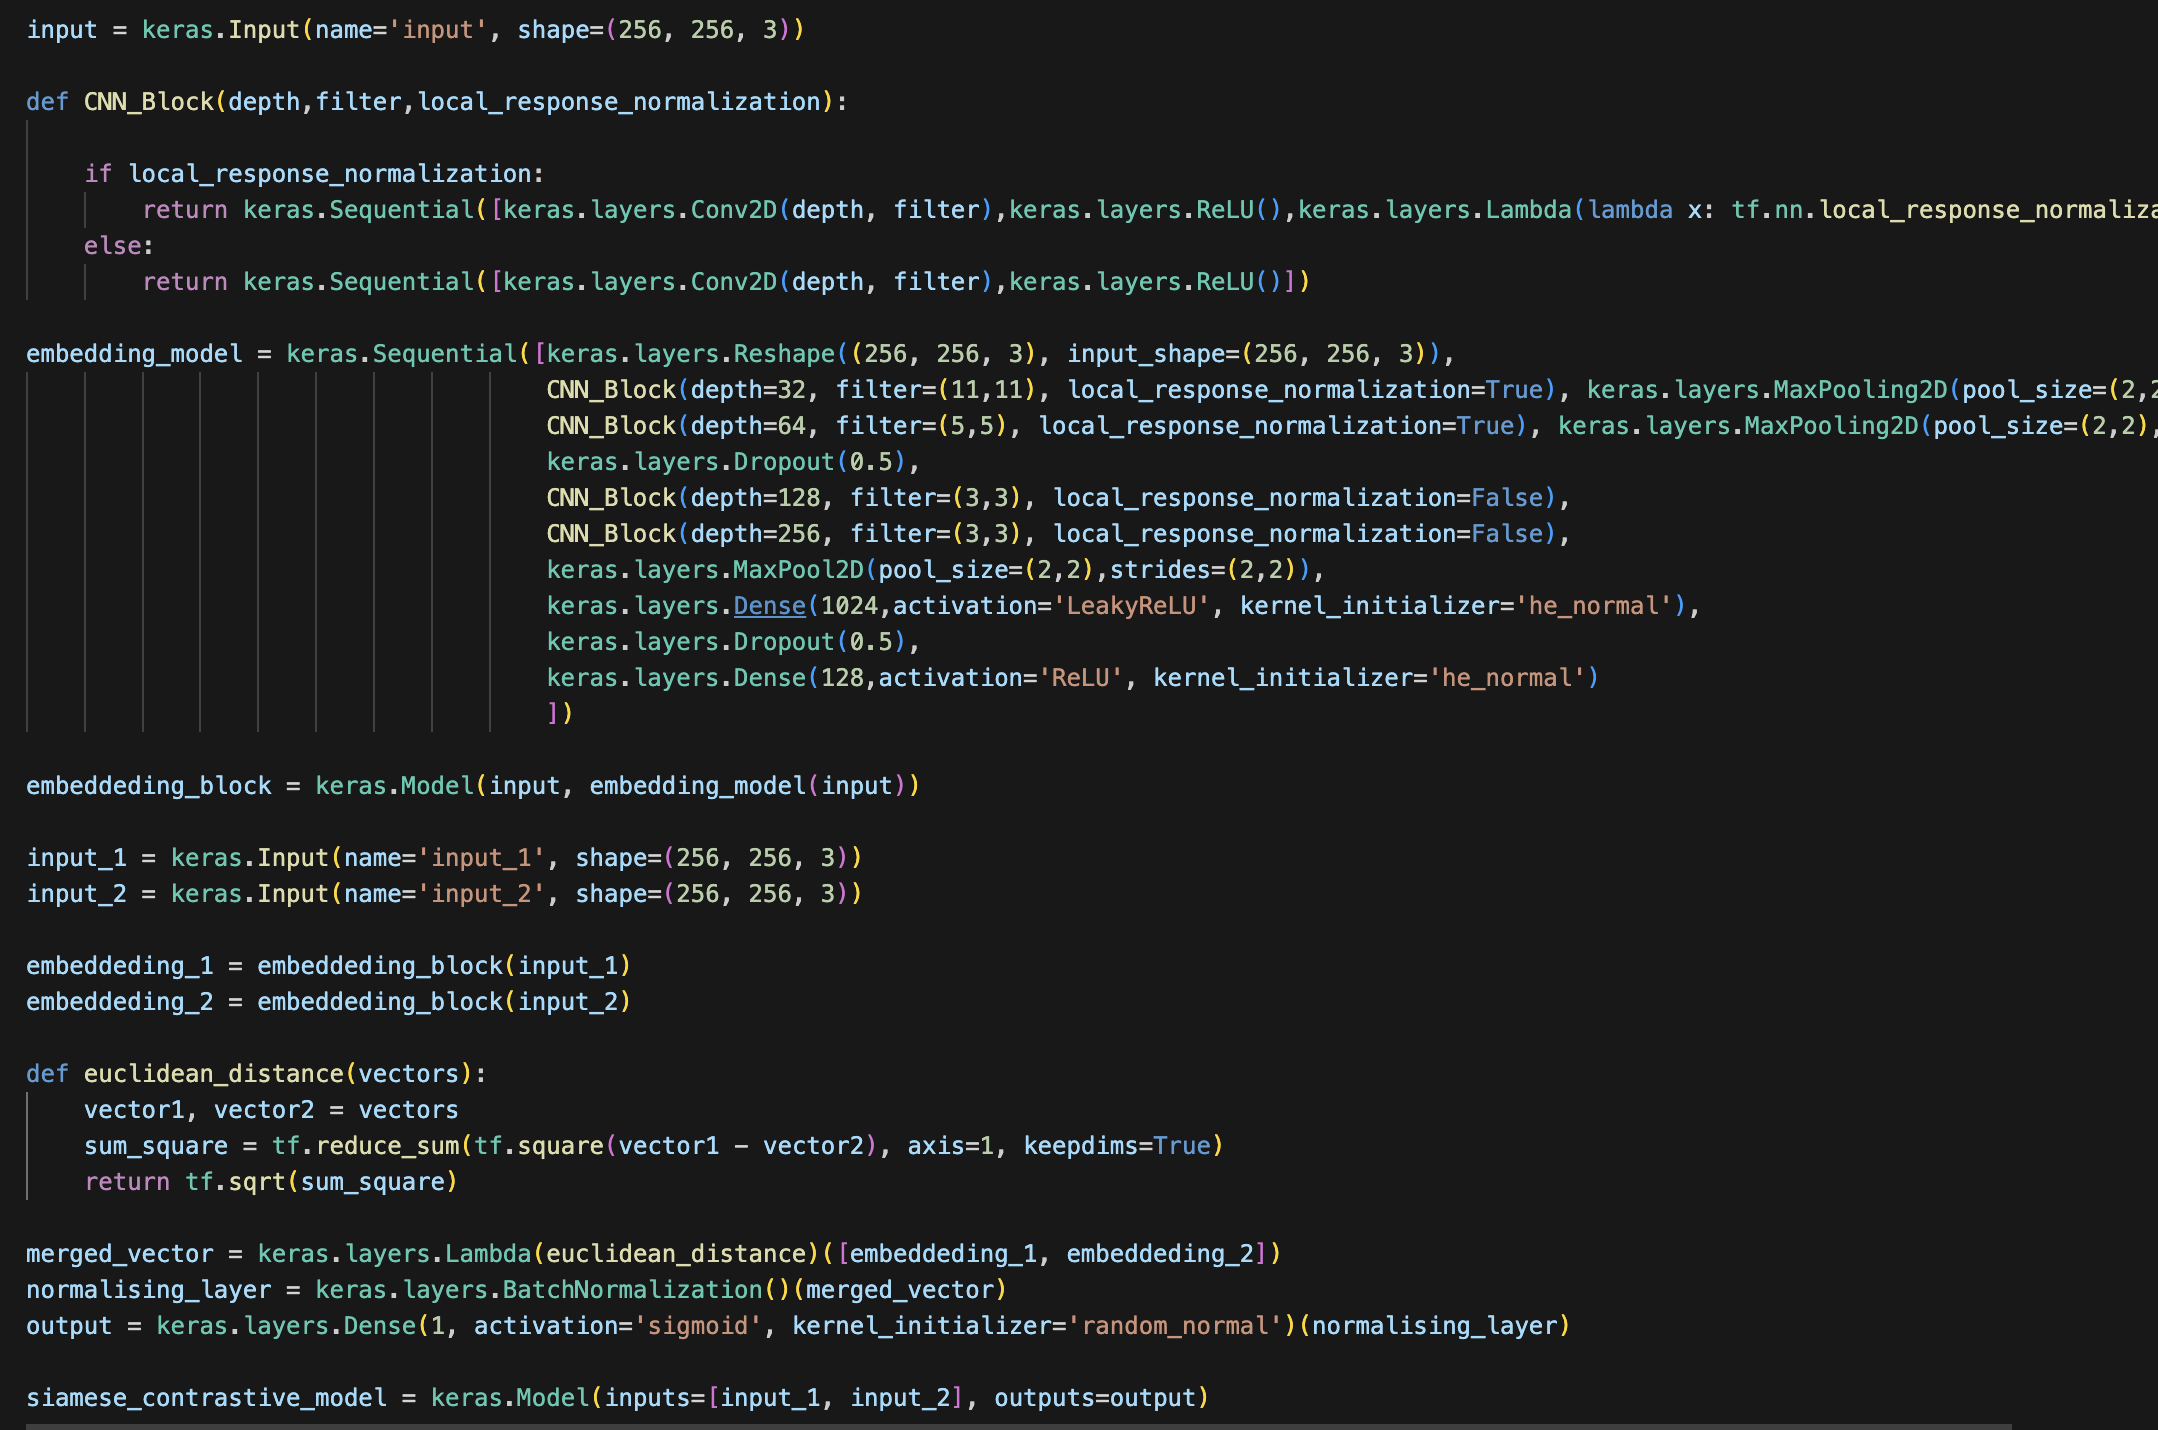 input = keras.Input(name='input', shape=(256, 256, 3))
def CNN_Block(depth,filter,local_response_normalization):
if local_response_normalization:
return keras.Sequential([keras.layers.Conv2D(depth, filter),keras.layers.ReLU(),keras.layers.Lambda(lambda x: tf.nn.local_response_normaliza
else:
return keras.Sequential([keras.layers.Conv2D(depth, filter),keras.layers.ReLU()])
embedding_model = keras.Sequential([keras.layers.Reshape((256, 256, 3), input_shape=(256, 256, 3)),
CNN_Block(depth=32, filter=(11,11), local_response_normalization=True), keras.layers.MaxPooling2D(pool_size=(2,2
CNN_Block(depth=64, filter=(5,5), local_response_normalization=True), keras.layers.MaxPooling2D(pool_size=(2,2),
keras.layers.Dropout(0.5),
CNN_Block(depth=128, filter=(3,3), local_response_normalization=False),
CNN_Block(depth=256, filter=(3,3), local_response_normalization=False),
keras.layers.MaxPool2D(pool_size=(2,2),strides=(2,2)),
keras.layers.Dense(1024,activation='LeakyReLU', kernel_initializer='he_normal'),
keras.layers.Dropout(0.5),
keras.layers.Dense(128,activation='ReLU', kernel_initializer='he_normal')
])
embeddeding_block = keras.Model(input, embedding_model(input))
input_1 = keras.Input(name='input_1', shape=(256, 256, 3))
input_2 = keras.Input(name='input_2', shape=(256, 256, 3))
embeddeding_1 = embeddeding_block(input_1)
embeddeding_2 = embeddeding_block(input_2)
def euclidean_distance(vectors):
vector1, vector2 = vectors
sum_square = tf.reduce_sum(tf.square(vector1 - vector2), axis=1, keepdims=True)
return tf.sqrt(sum_square)
merged_vector = keras.layers.Lambda(euclidean_distance)([embeddeding_1, embeddeding_2])
normalising_layer = keras.layers.BatchNormalization()(merged_vector)
output = keras.layers.Dense(1, activation='sigmoid', kernel_initializer='random_normal')(normalising_layer)
siamese_contrastive_model = keras.Model(inputs=[input_1, input_2], outputs=output)